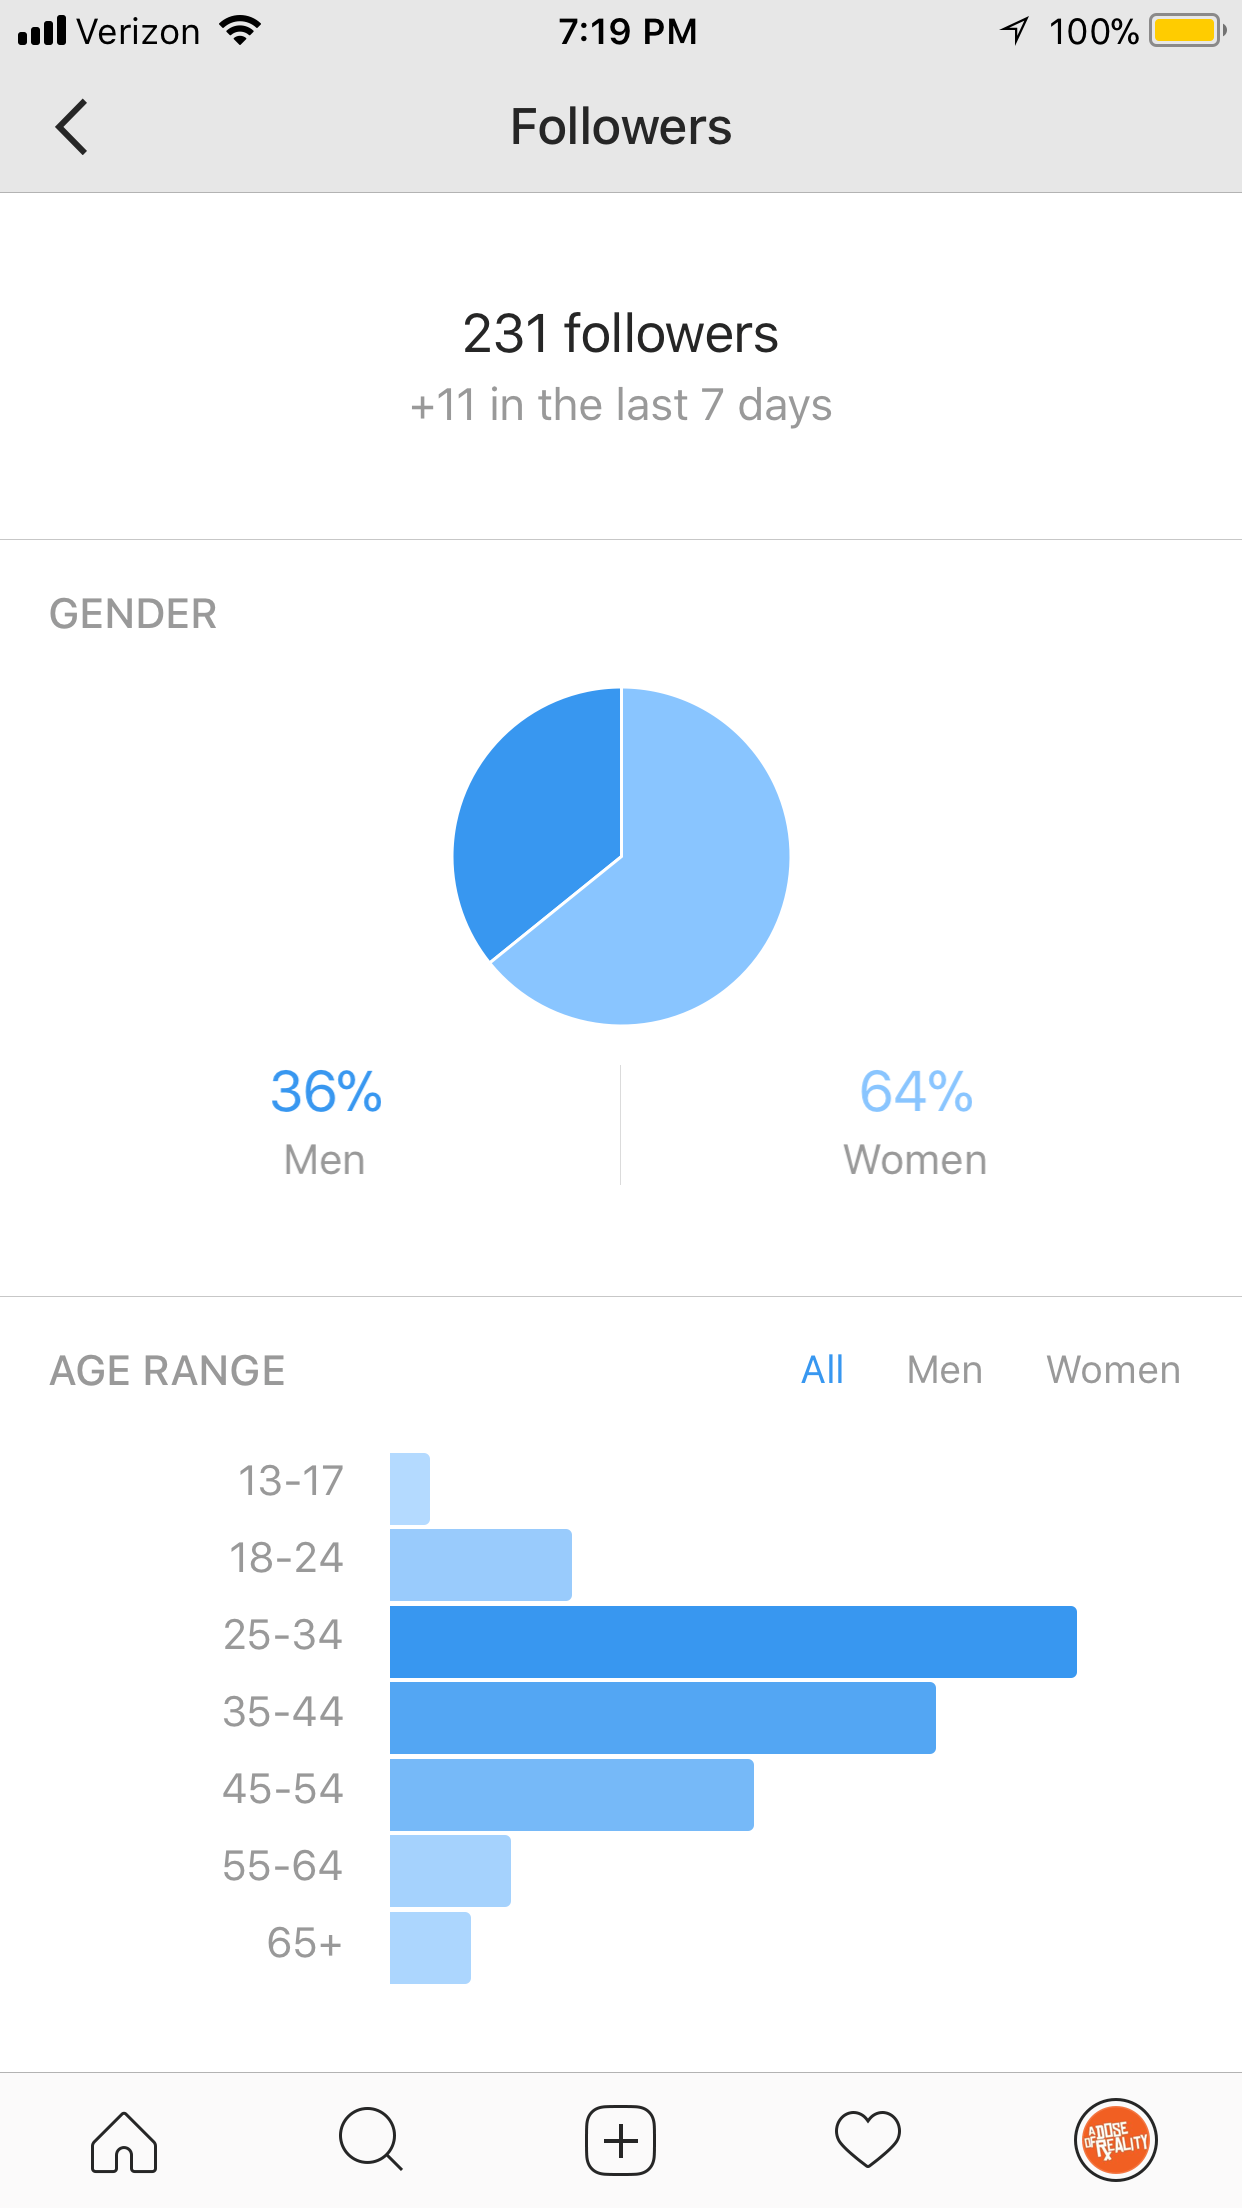 Verizon 7:19 PM 100%
Followers
231 followers
+11 in the last 7 days
GENDER
36% 64%
Men Women
AGE RANGE All Men Women
13-17
18-24
25-34
35-44
45-54
55-64
65+
A DOSE
OF REALITY